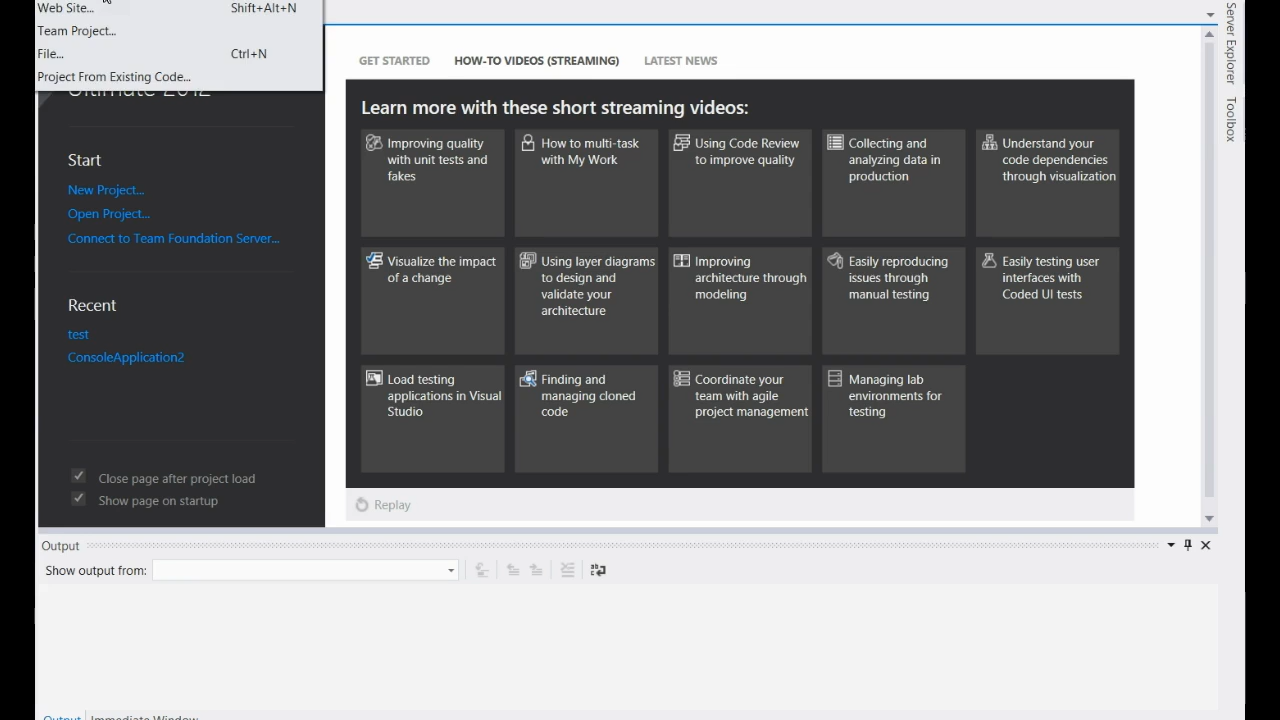 Web Site... Shift+Alt+N
Team Project...
File... Ctrl+N
Project From Existing Code...
Ultimate 2012
Start
New Project...
Open Project...
Connect to Team Foundation Server...
Recent
test
ConsoleApplication2
Close page after project load
Show page on startup
GET STARTED HOW-TO VIDEOS (STREAMING) LATEST NEWS
Learn more with these short streaming videos:
Improving quality
with unit tests and
fakes
How to multi-task
with My Work
Using Code Review
to improve quality
Collecting and
analyzing data in
production
Understand your
code dependencies
through visualization
Visualize the impact
of a change
Using layer diagrams
to design and
validate your
architecture
Improving
architecture through
modeling
Easily reproducing
issues through
manual testing
Easily testing user
interfaces with
Coded UI tests
Load testing
applications in Visual
Studio
Finding and
managing cloned
code
Coordinate your
team with agile
project management
Managing lab
environments for
testing
Replay
Server Explorer
Toolbox
Output
Show output from:
Output Immediate Window